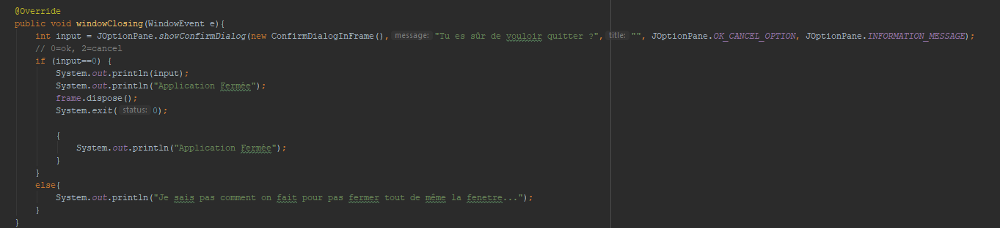 @Override
public void windowClosing(WindowEvent e){
int input = JOptionPane.showConfirmDialog(new ConfirmDialogInFrame(), message: "Tu es sûr de vouloir quitter ?", title: "", JOptionPane.OK_CANCEL_OPTION, JOptionPane.INFORMATION_MESSAGE);
// 0=ok, 2=cancel
if (input==0) {
System.out.println(input);
System.out.println("Application Fermée");
frame.dispose();
System.exit( status: 0);
{
System.out.println("Application Fermée");
}
}
else{
System.out.println("Je sais pas comment on fait pour pas fermer tout de même la fenetre...");
}
}